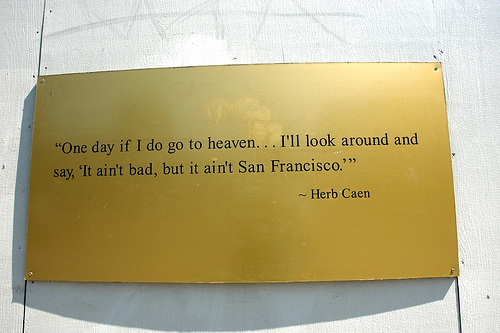 “One day if I do go to heaven. . . I'll look around and
say, ‘It ain't bad, but it ain't San Francisco.’”
~ Herb Caen